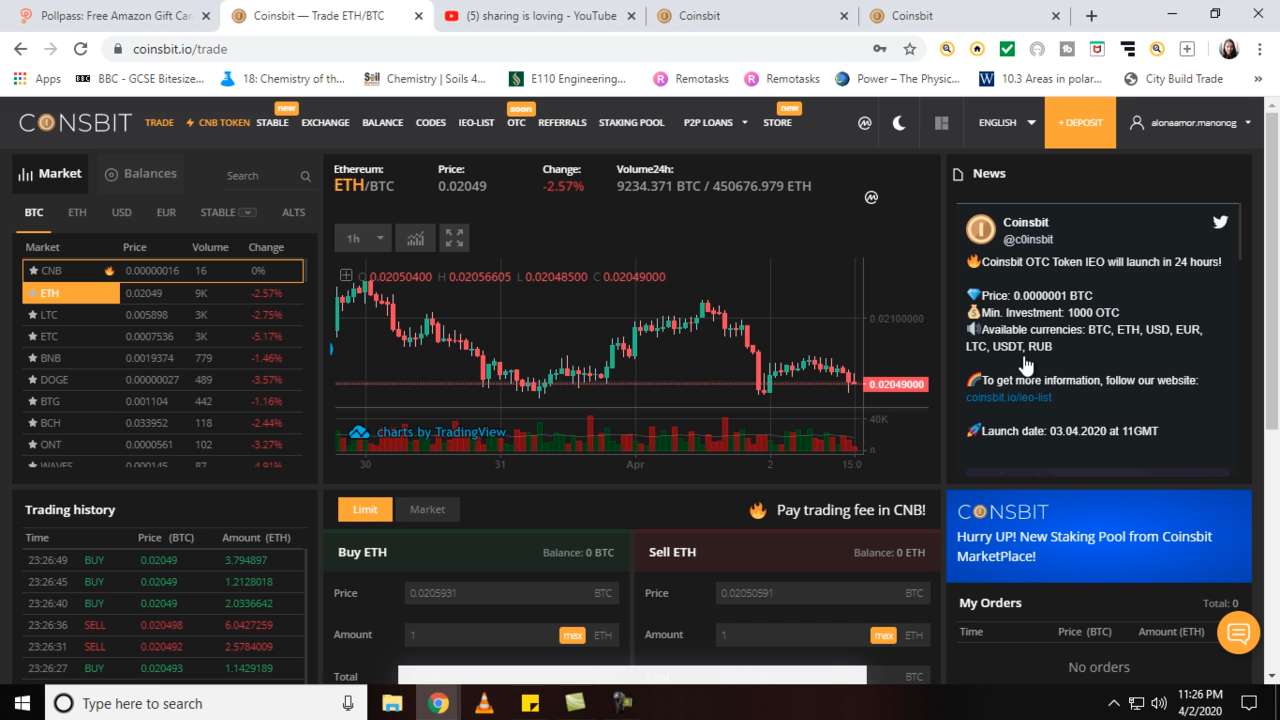 Pollpass: Free Amazon Gift Car
Coinsbit — Trade ETH/BTC
(5) sharing is loving - YouTube
Coinsbit
Coinsbit
coinsbit.io/trade
Apps
BBC - GCSE Bitesize...
18: Chemistry of th...
Chemistry | Soils 4...
E110 Engineering...
Remotasks
Remotasks
Power – The Physic...
10.3 Areas in polar...
City Build Trade
»
new
soon
new
COINSBIT
TRADE
CNB TOKEN
STABLE
EXCHANGE
BALANCE
CODES
IEO-LIST
OTC
REFERRALS
STAKING POOL
P2P LOANS
STORE
ENGLISH
+ DEPOSIT
alonaamor.manonog
Market
Balances
Search
BTC
ETH
USD
EUR
STABLE
ALTS
Market Price Volume Change
CNB 0.00000016 16 0%
ETH 0.02049 9K -2.57%
LTC 0.005898 3K -2.75%
ETC 0.0007536 3K -5.17%
BNB 0.0019374 779 -1.46%
DOGE 0.00000027 489 -3.57%
BTG 0.001104 442 -1.16%
BCH 0.033952 118 -2.44%
ONT 0.0000561 102 -3.27%
WAVES 0.000145 87 -4.91%
Ethereum:
ETH/BTC
Price:
0.02049
Change:
-2.57%
Volume24h:
9234.371 BTC / 450676.979 ETH
1h
O 0.02050400 H 0.02056605 L 0.02048500 C 0.02049000
0.02100000
0.02049000
40K
0
charts by TradingView
30 31 Apr 2 15:0
News
Coinsbit
@c0insbit
🔥Coinsbit OTC Token IEO will launch in 24 hours!
💎Price: 0.0000001 BTC
💰Min. Investment: 1000 OTC
🔊Available currencies: BTC, ETH, USD, EUR,
LTC, USDT, RUB
🌈To get more information, follow our website:
coinsbit.io/ieo-list
🚀Launch date: 03.04.2020 at 11GMT
Trading history
Time Price (BTC) Amount (ETH)
23:26:49 BUY 0.02049 3.794897
23:26:45 BUY 0.02049 1.2128018
23:26:40 BUY 0.02049 2.0336642
23:26:36 SELL 0.020498 6.0427259
23:26:31 SELL 0.020492 2.5784009
23:26:27 BUY 0.020493 1.1429189
Limit
Market
🔥 Pay trading fee in CNB!
Buy ETH
Balance: 0 BTC
Price 0.0205931 BTC
Amount 1 max ETH
Total
Sell ETH
Balance: 0 ETH
Price 0.02050591 BTC
Amount 1 max ETH
BTC
COINSBIT
Hurry UP! New Staking Pool from Coinsbit
MarketPlace!
My Orders
Total: 0
Time Price (BTC) Amount (ETH)
No orders
Type here to search
11:26 PM
4/2/2020